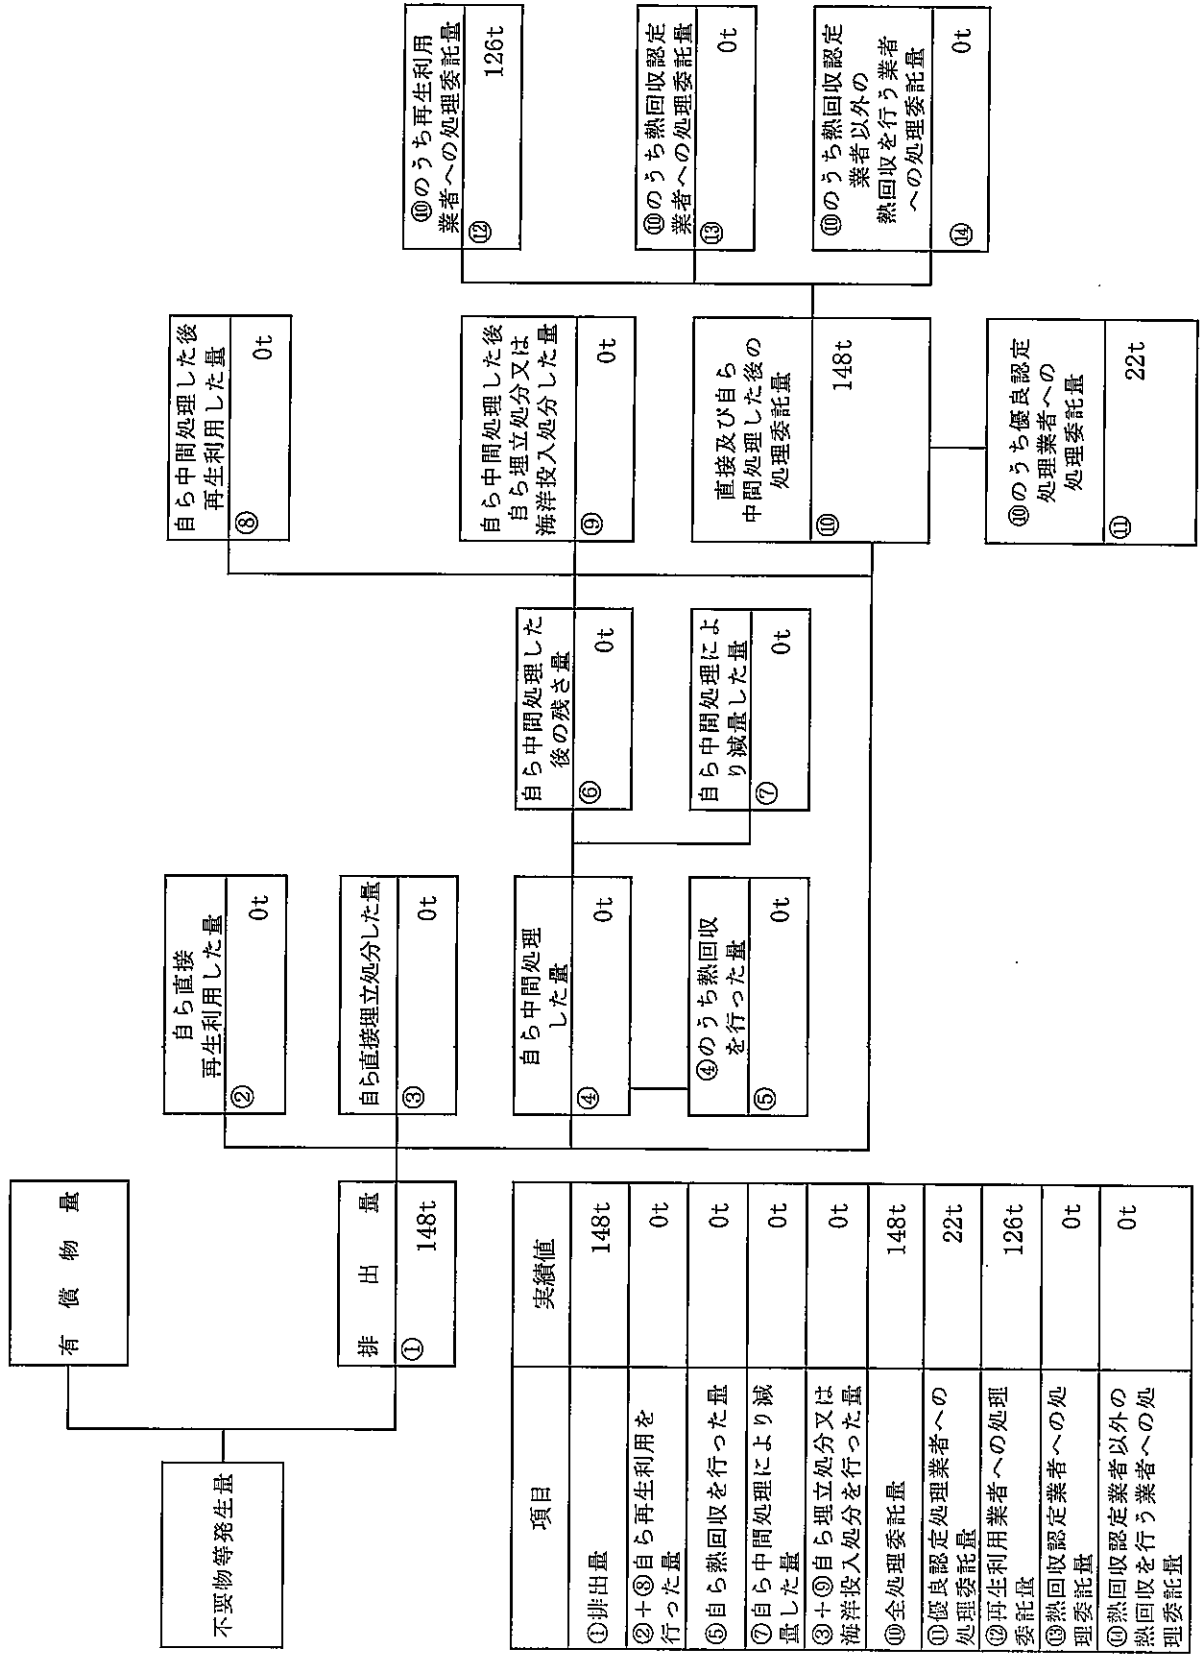 不要物等発生量
有償物量
排出量
① 148t
自ら直接
再生利用した量
② 0t
自ら直接埋立処分した量
③ 0t
自ら中間処理
した量
④ 0t
④のうち熱回収
を行った量
⑤ 0t
自ら中間処理した
後の残さ量
⑥ 0t
自ら中間処理によ
り減量した量
⑦ 0t
自ら中間処理した後
再生利用した量
⑧ 0t
自ら中間処理した後
自ら埋立処分又は
海洋投入処分した量
⑨ 0t
直接及び自ら
中間処理した後の
処理委託量
⑩ 148t
⑩のうち優良認定
処理業者への
処理委託量
⑪ 22t
⑩のうち再生利用
業者への処理委託量
⑫ 126t
⑩のうち熱回収認定
業者への処理委託量
⑬ 0t
⑩のうち熱回収認定
業者以外の
熱回収を行う業者
への処理委託量
⑭ 0t
項目 実績値
①排出量 148t
②+⑧自ら再生利用を
行った量 0t
⑤自ら熱回収を行った量 0t
⑦自ら中間処理により減
量した量 0t
③+⑨自ら埋立処分又は
海洋投入処分を行った量 0t
⑩全処理委託量 148t
⑪優良認定処理業者への
処理委託量 22t
⑫再生利用業者への処理
委託量 126t
⑬熱回収認定業者への処
理委託量 0t
⑭熱回収認定業者以外の
熱回収を行う業者への処
理委託量 0t